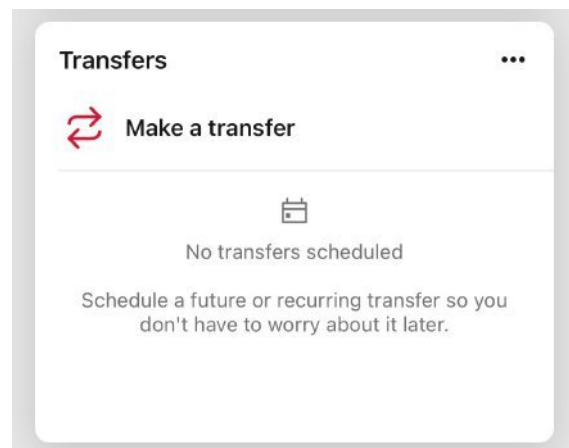 Transfers
Make a transfer
No transfers scheduled
Schedule a future or recurring transfer so you
don't have to worry about it later.